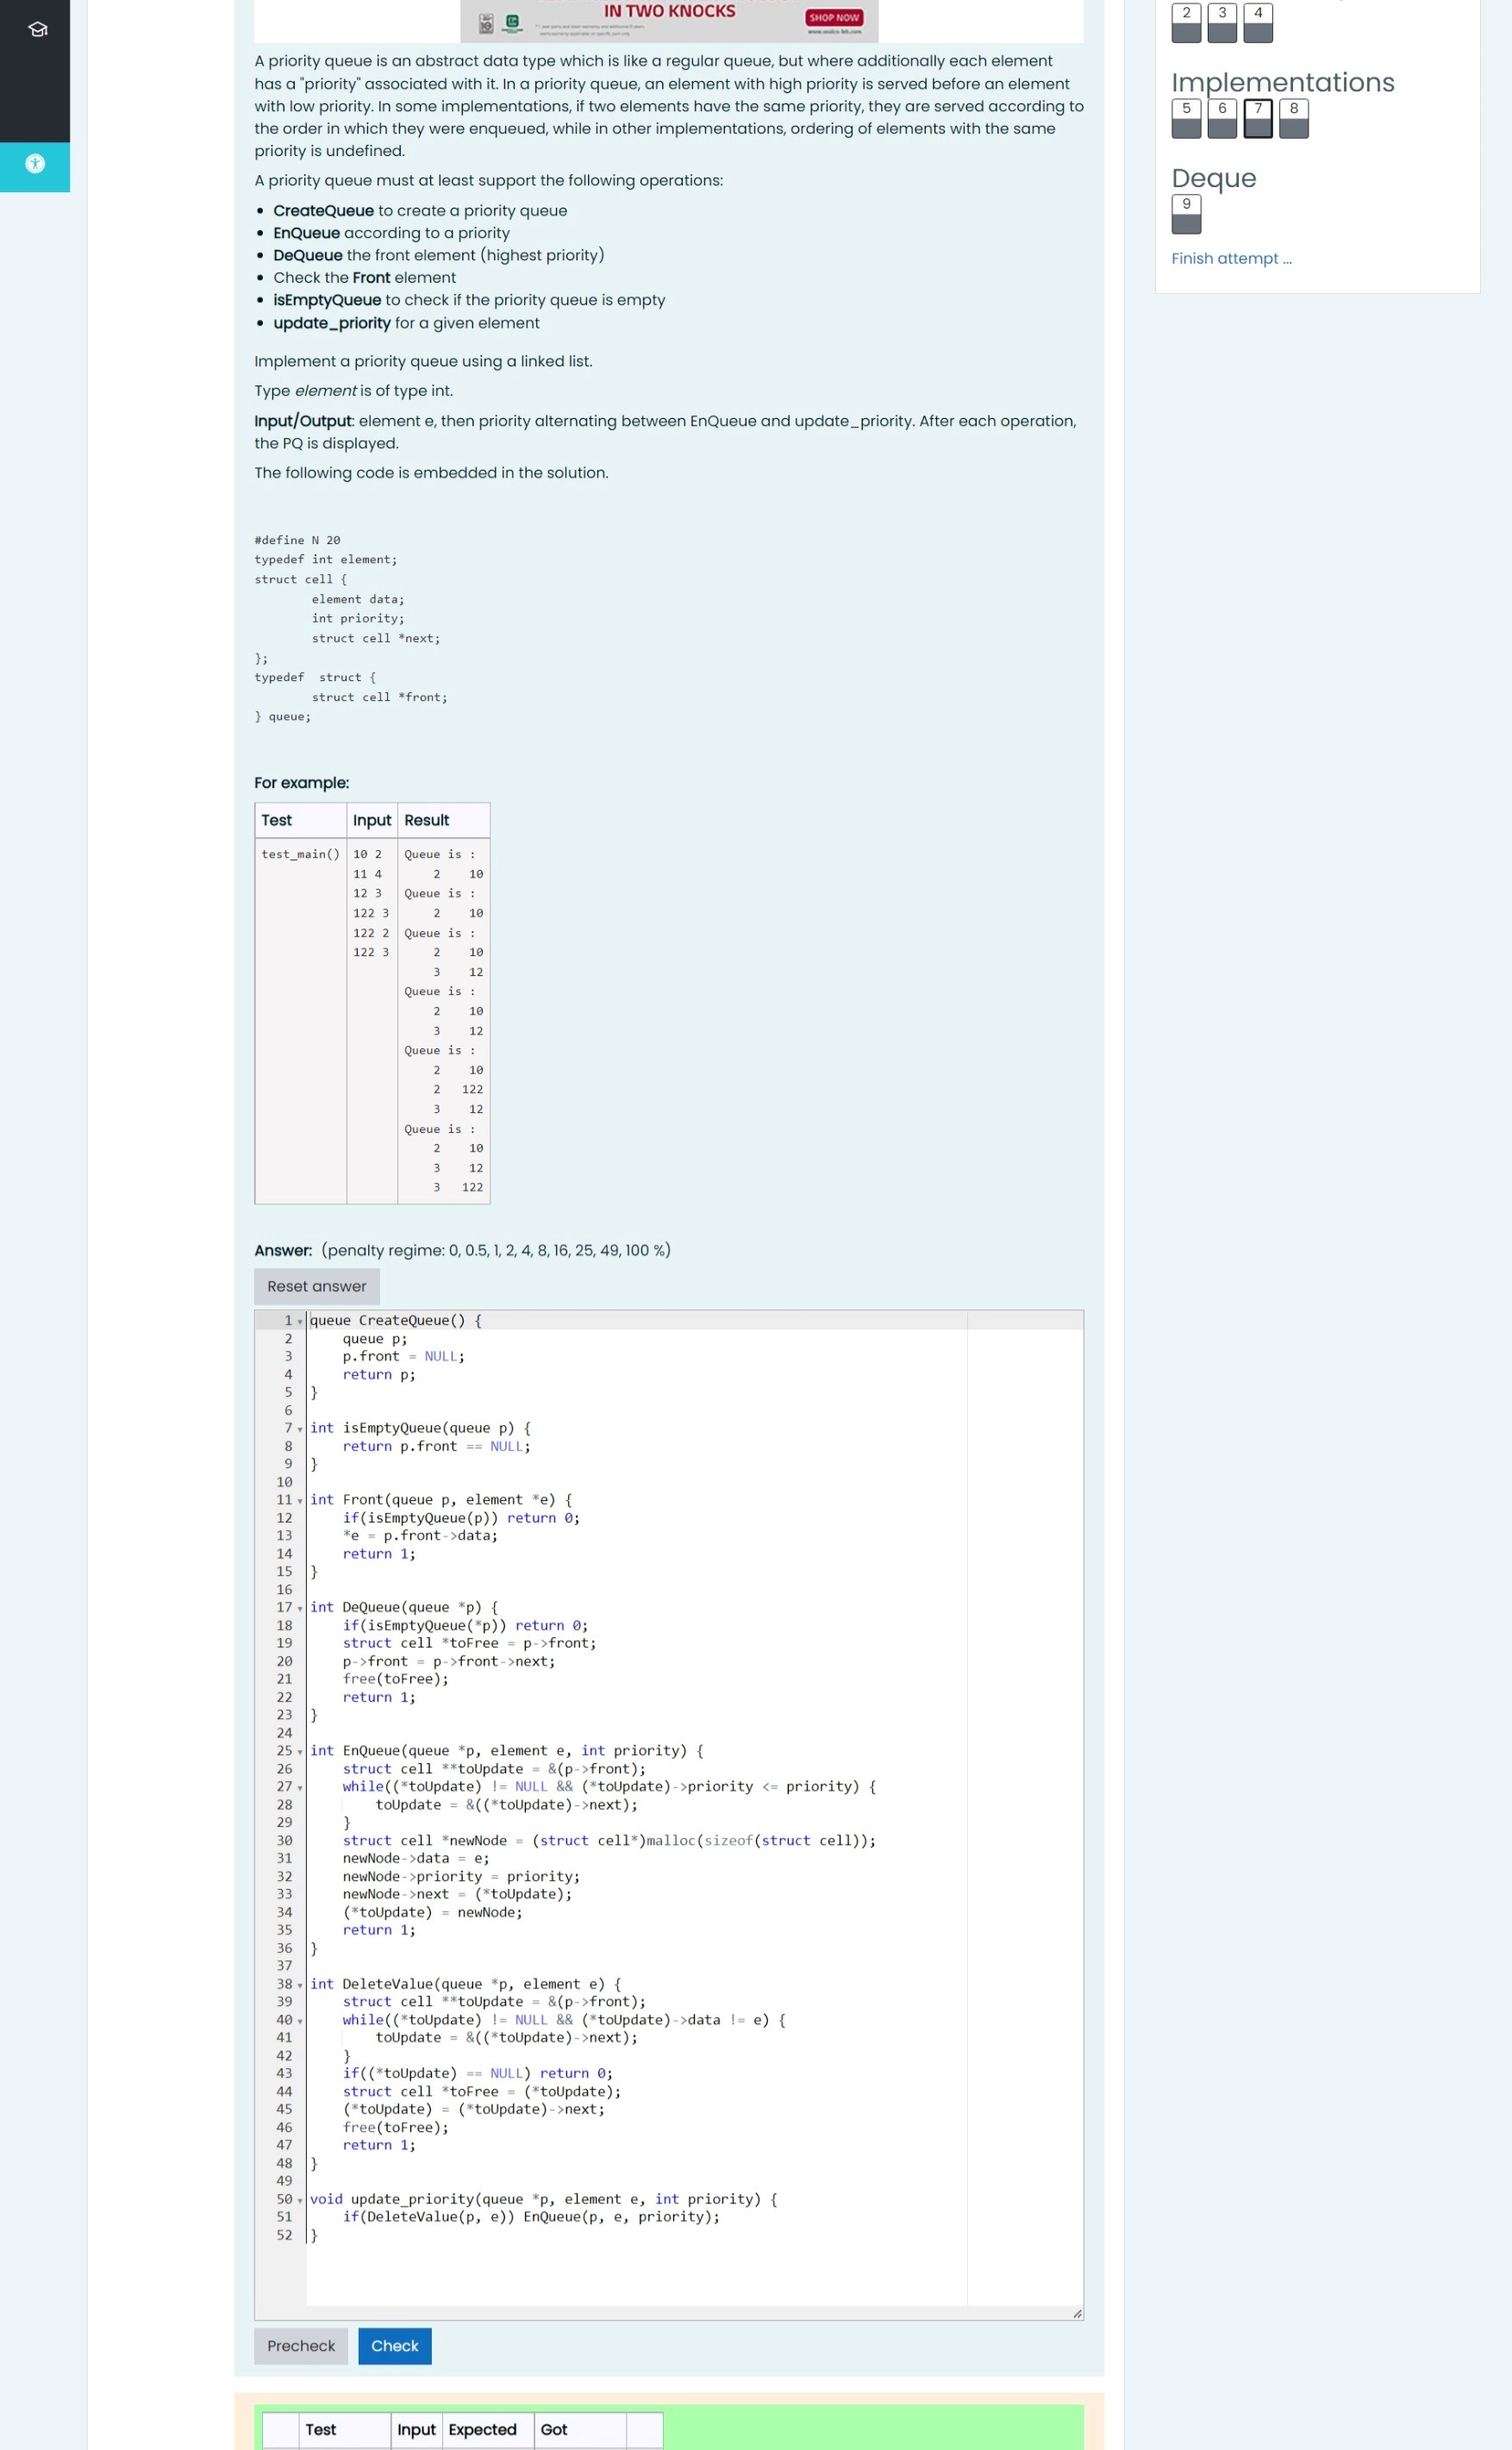 IN TWO KNOCKS
SHOP NOW
A priority queue is an abstract data type which is like a regular queue, but where additionally each element
has a "priority" associated with it. In a priority queue, an element with high priority is served before an element
with low priority. In some implementations, if two elements have the same priority, they are served according to
the order in which they were enqueued, while in other implementations, ordering of elements with the same
priority is undefined.
A priority queue must at least support the following operations:
• CreateQueue to create a priority queue
• EnQueue according to a priority
• DeQueue the front element (highest priority)
• Check the Front element
• isEmptyQueue to check if the priority queue is empty
• update_priority for a given element
Implement a priority queue using a linked list.
Type element is of type int.
Input/Output: element e, then priority alternating between EnQueue and update_priority. After each operation,
the PQ is displayed.
The following code is embedded in the solution.
#define N 20
typedef int element;
struct cell {
        element data;
        int priority;
        struct cell *next;
};
typedef  struct {
        struct cell *front;
} queue;
For example:
Test Input Result
test_main() 10 2 Queue is :
11 4 2 10
12 3 Queue is :
122 3 2 10
122 2 Queue is :
122 3 2 10
3 12
Queue is :
2 10
3 12
Queue is :
2 10
2 122
3 12
Queue is :
2 10
3 12
3 122
Answer: (penalty regime: 0, 0.5, 1, 2, 4, 8, 16, 25, 49, 100 %)
Reset answer
1 queue CreateQueue() {
2     queue p;
3     p.front = NULL;
4     return p;
5 }
6
7 int isEmptyQueue(queue p) {
8     return p.front == NULL;
9 }
10
11 int Front(queue p, element *e) {
12     if(isEmptyQueue(p)) return 0;
13     *e = p.front->data;
14     return 1;
15 }
16
17 int DeQueue(queue *p) {
18     if(isEmptyQueue(*p)) return 0;
19     struct cell *toFree = p->front;
20     p->front = p->front->next;
21     free(toFree);
22     return 1;
23 }
24
25 int EnQueue(queue *p, element e, int priority) {
26     struct cell **toUpdate = &(p->front);
27     while((*toUpdate) != NULL && (*toUpdate)->priority <= priority) {
28         toUpdate = &((*toUpdate)->next);
29     }
30     struct cell *newNode = (struct cell*)malloc(sizeof(struct cell));
31     newNode->data = e;
32     newNode->priority = priority;
33     newNode->next = (*toUpdate);
34     (*toUpdate) = newNode;
35     return 1;
36 }
37
38 int DeleteValue(queue *p, element e) {
39     struct cell **toUpdate = &(p->front);
40     while((*toUpdate) != NULL && (*toUpdate)->data != e) {
41         toUpdate = &((*toUpdate)->next);
42     }
43     if((*toUpdate) == NULL) return 0;
44     struct cell *toFree = (*toUpdate);
45     (*toUpdate) = (*toUpdate)->next;
46     free(toFree);
47     return 1;
48 }
49
50 void update_priority(queue *p, element e, int priority) {
51     if(DeleteValue(p, e)) EnQueue(p, e, priority);
52 }
Precheck Check
Test Input Expected Got
2 3 4
Implementations
5 6 7 8
Deque
9
Finish attempt ...